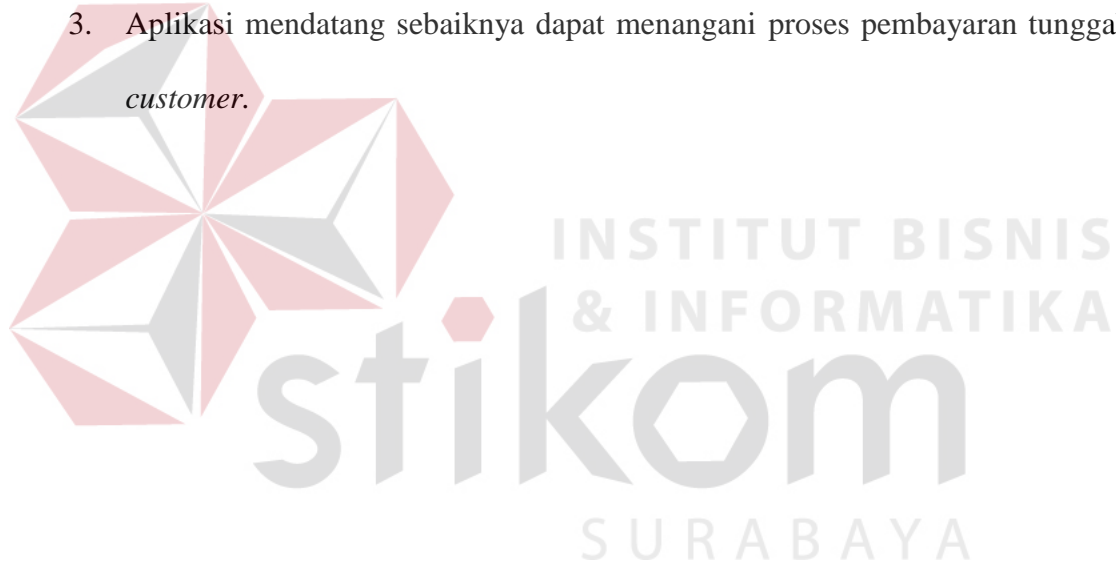 3. Aplikasi mendatang sebaiknya dapat menangani proses pembayaran tungga
customer.
INSTITUT BISNIS
& INFORMATIKA
stikom
SURABAYA